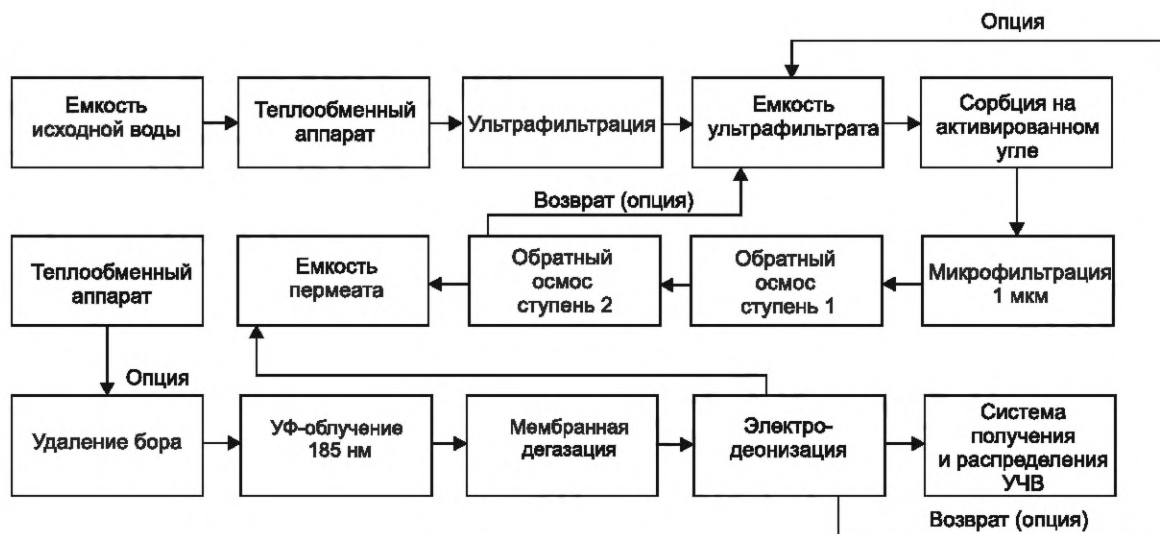 Опция
Емкость
исходной воды
Теплообменный
аппарат
Ультрафильтрация
Емкость
ультрафильтрата
Сорбция на
активированном
угле
Возврат (опция)
Теплообменный
аппарат
Емкость
пермеата
Обратный
осмос
ступень 2
Обратный
осмос
ступень 1
Микрофильтрация
1 мкм
Опция
Удаление бора
УФ-облучение
185 нм
Мембранная
дегазация
Электро-
деонизация
Система
получения
и распределения
УЧВ
Возврат (опция)